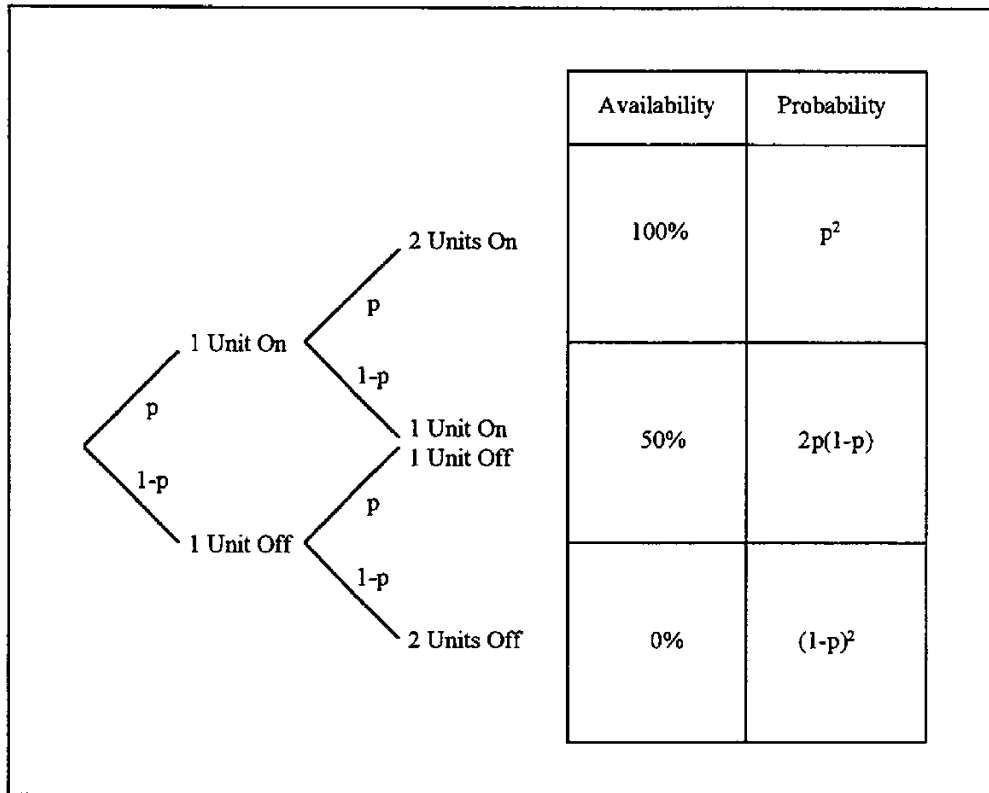 Availability Probability
2 Units On
100% p²
p
1 Unit On
1-p
p
1 Unit On
1 Unit Off
50% 2p(1-p)
1-p
p
1 Unit Off
1-p
2 Units Off
0% (1-p)²